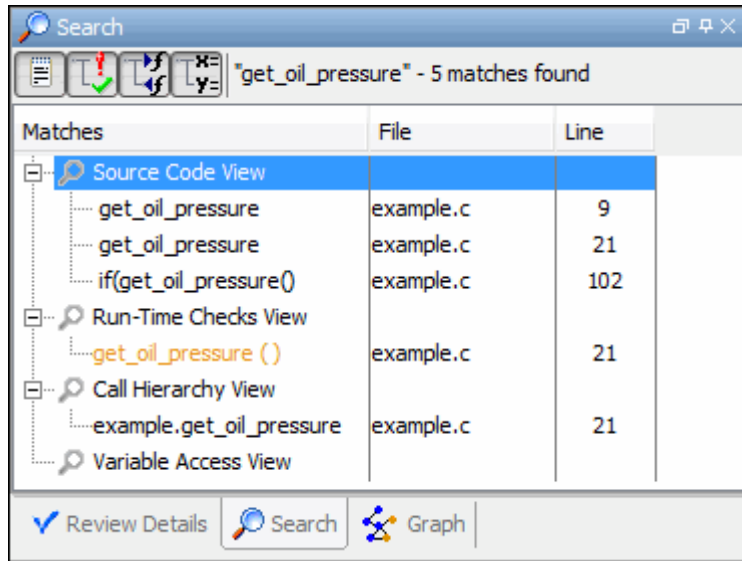 Search
"get_oil_pressure" - 5 matches found
Matches File Line
Source Code View
get_oil_pressure example.c 9
get_oil_pressure example.c 21
if(get_oil_pressure() example.c 102
Run-Time Checks View
get_oil_pressure ( ) example.c 21
Call Hierarchy View
example.get_oil_pressure example.c 21
Variable Access View
Review Details Search Graph